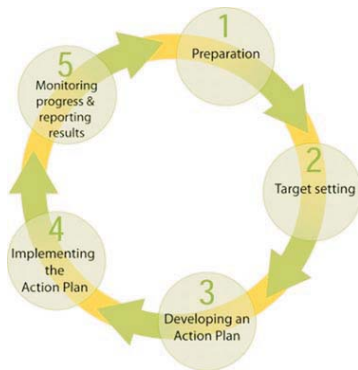 1
Preparation
2
Target setting
3
Developing an
Action Plan
4
Implementing
the
Action Plan
5
Monitoring
progress &
reporting
results